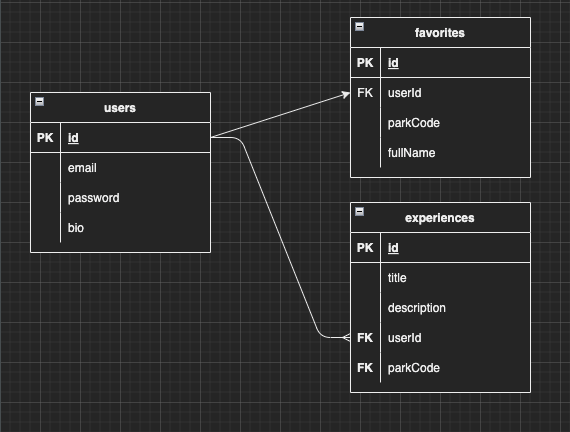 users
PK id
email
password
bio
favorites
PK id
FK userId
parkCode
fullName
experiences
PK id
title
description
FK userId
FK parkCode